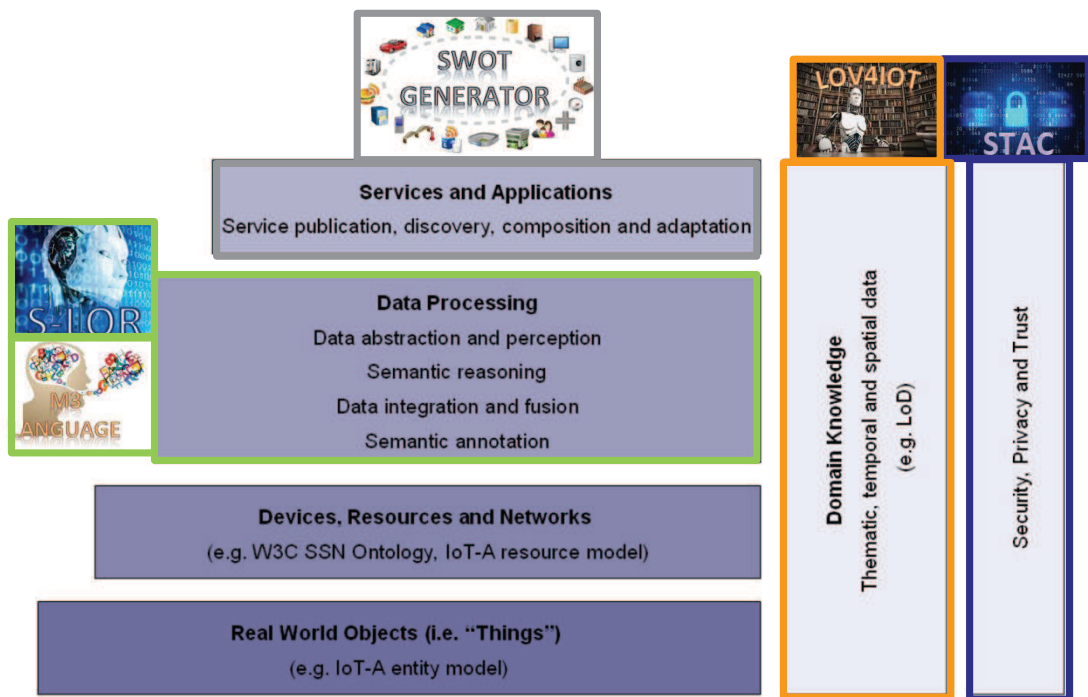 SWOT
GENERATOR
LOV4IOT
STAC
Services and Applications
Service publication, discovery, composition and adaptation
S-LOR
M3
ANGUAGE
Data Processing
Data abstraction and perception
Semantic reasoning
Data integration and fusion
Semantic annotation
Devices, Resources and Networks
(e.g. W3C SSN Ontology, IoT-A resource model)
Real World Objects (i.e. “Things”)
(e.g. IoT-A entity model)
Domain Knowledge
Thematic, temporal and spatial data
(e.g. LoD)
Security, Privacy and Trust